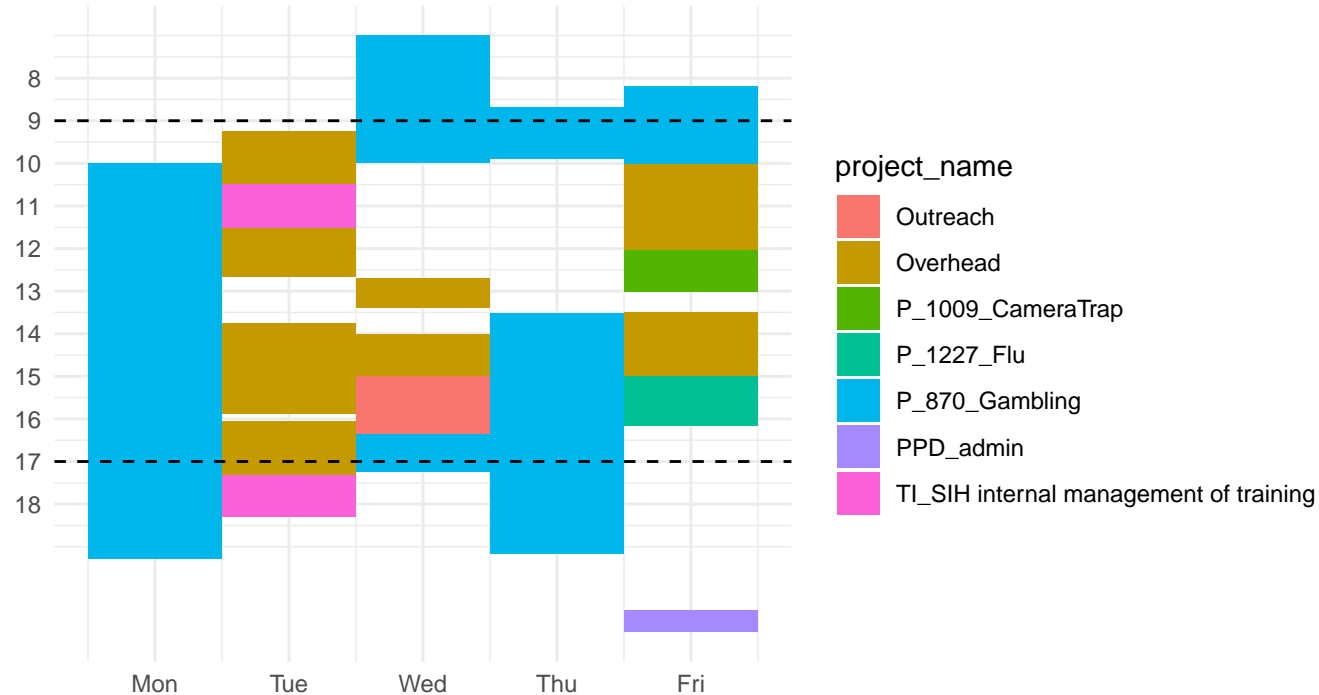 8
9
10
11
12
13
14
15
16
17
18
Mon Tue Wed Thu Fri
project_name
Outreach
Overhead
P_1009_CameraTrap
P_1227_Flu
P_870_Gambling
PPD_admin
TI_SIH internal management of training